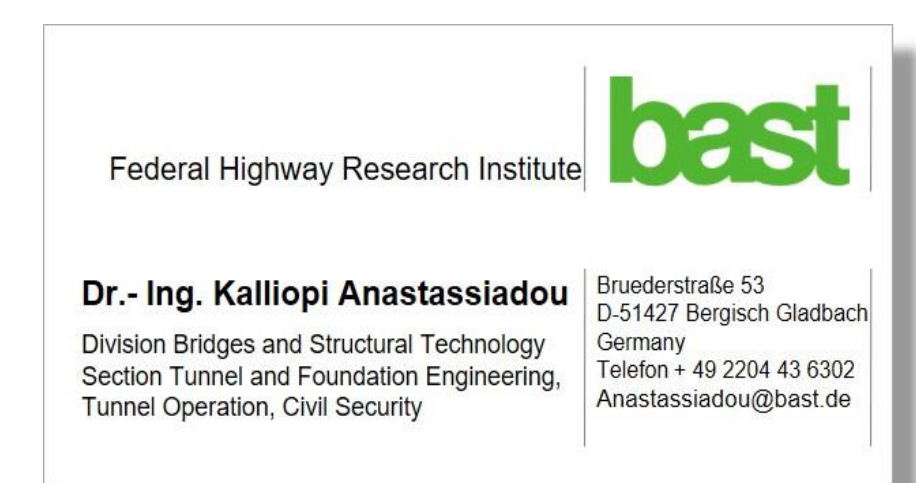 Federal Highway Research Institute
bast
Dr.- Ing. Kalliopi Anastassiadou
Division Bridges and Structural Technology
Section Tunnel and Foundation Engineering,
Tunnel Operation, Civil Security
Bruederstraße 53
D-51427 Bergisch Gladbach
Germany
Telefon + 49 2204 43 6302
Anastassiadou@bast.de